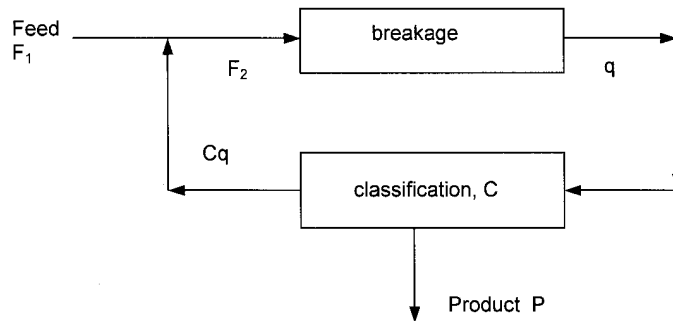 Feed
F₁
breakage
F₂
q
Cq
classification, C
Product P